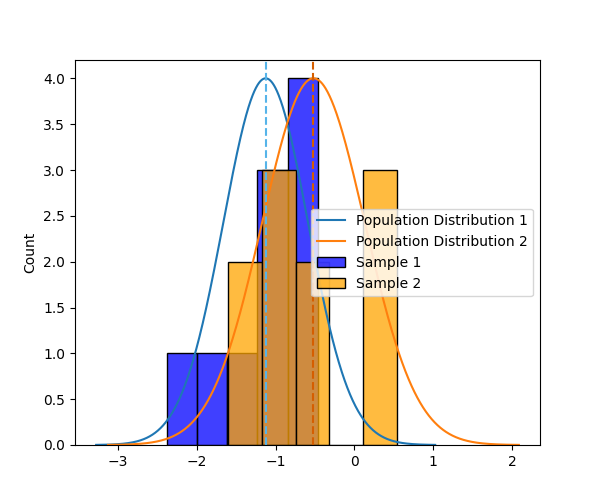 4.0
3.5
3.0
2.5
2.0
1.5
1.0
0.5
0.0
Count
Population Distribution 1
Population Distribution 2
Sample 1
Sample 2
−3 −2 −1 0 1 2